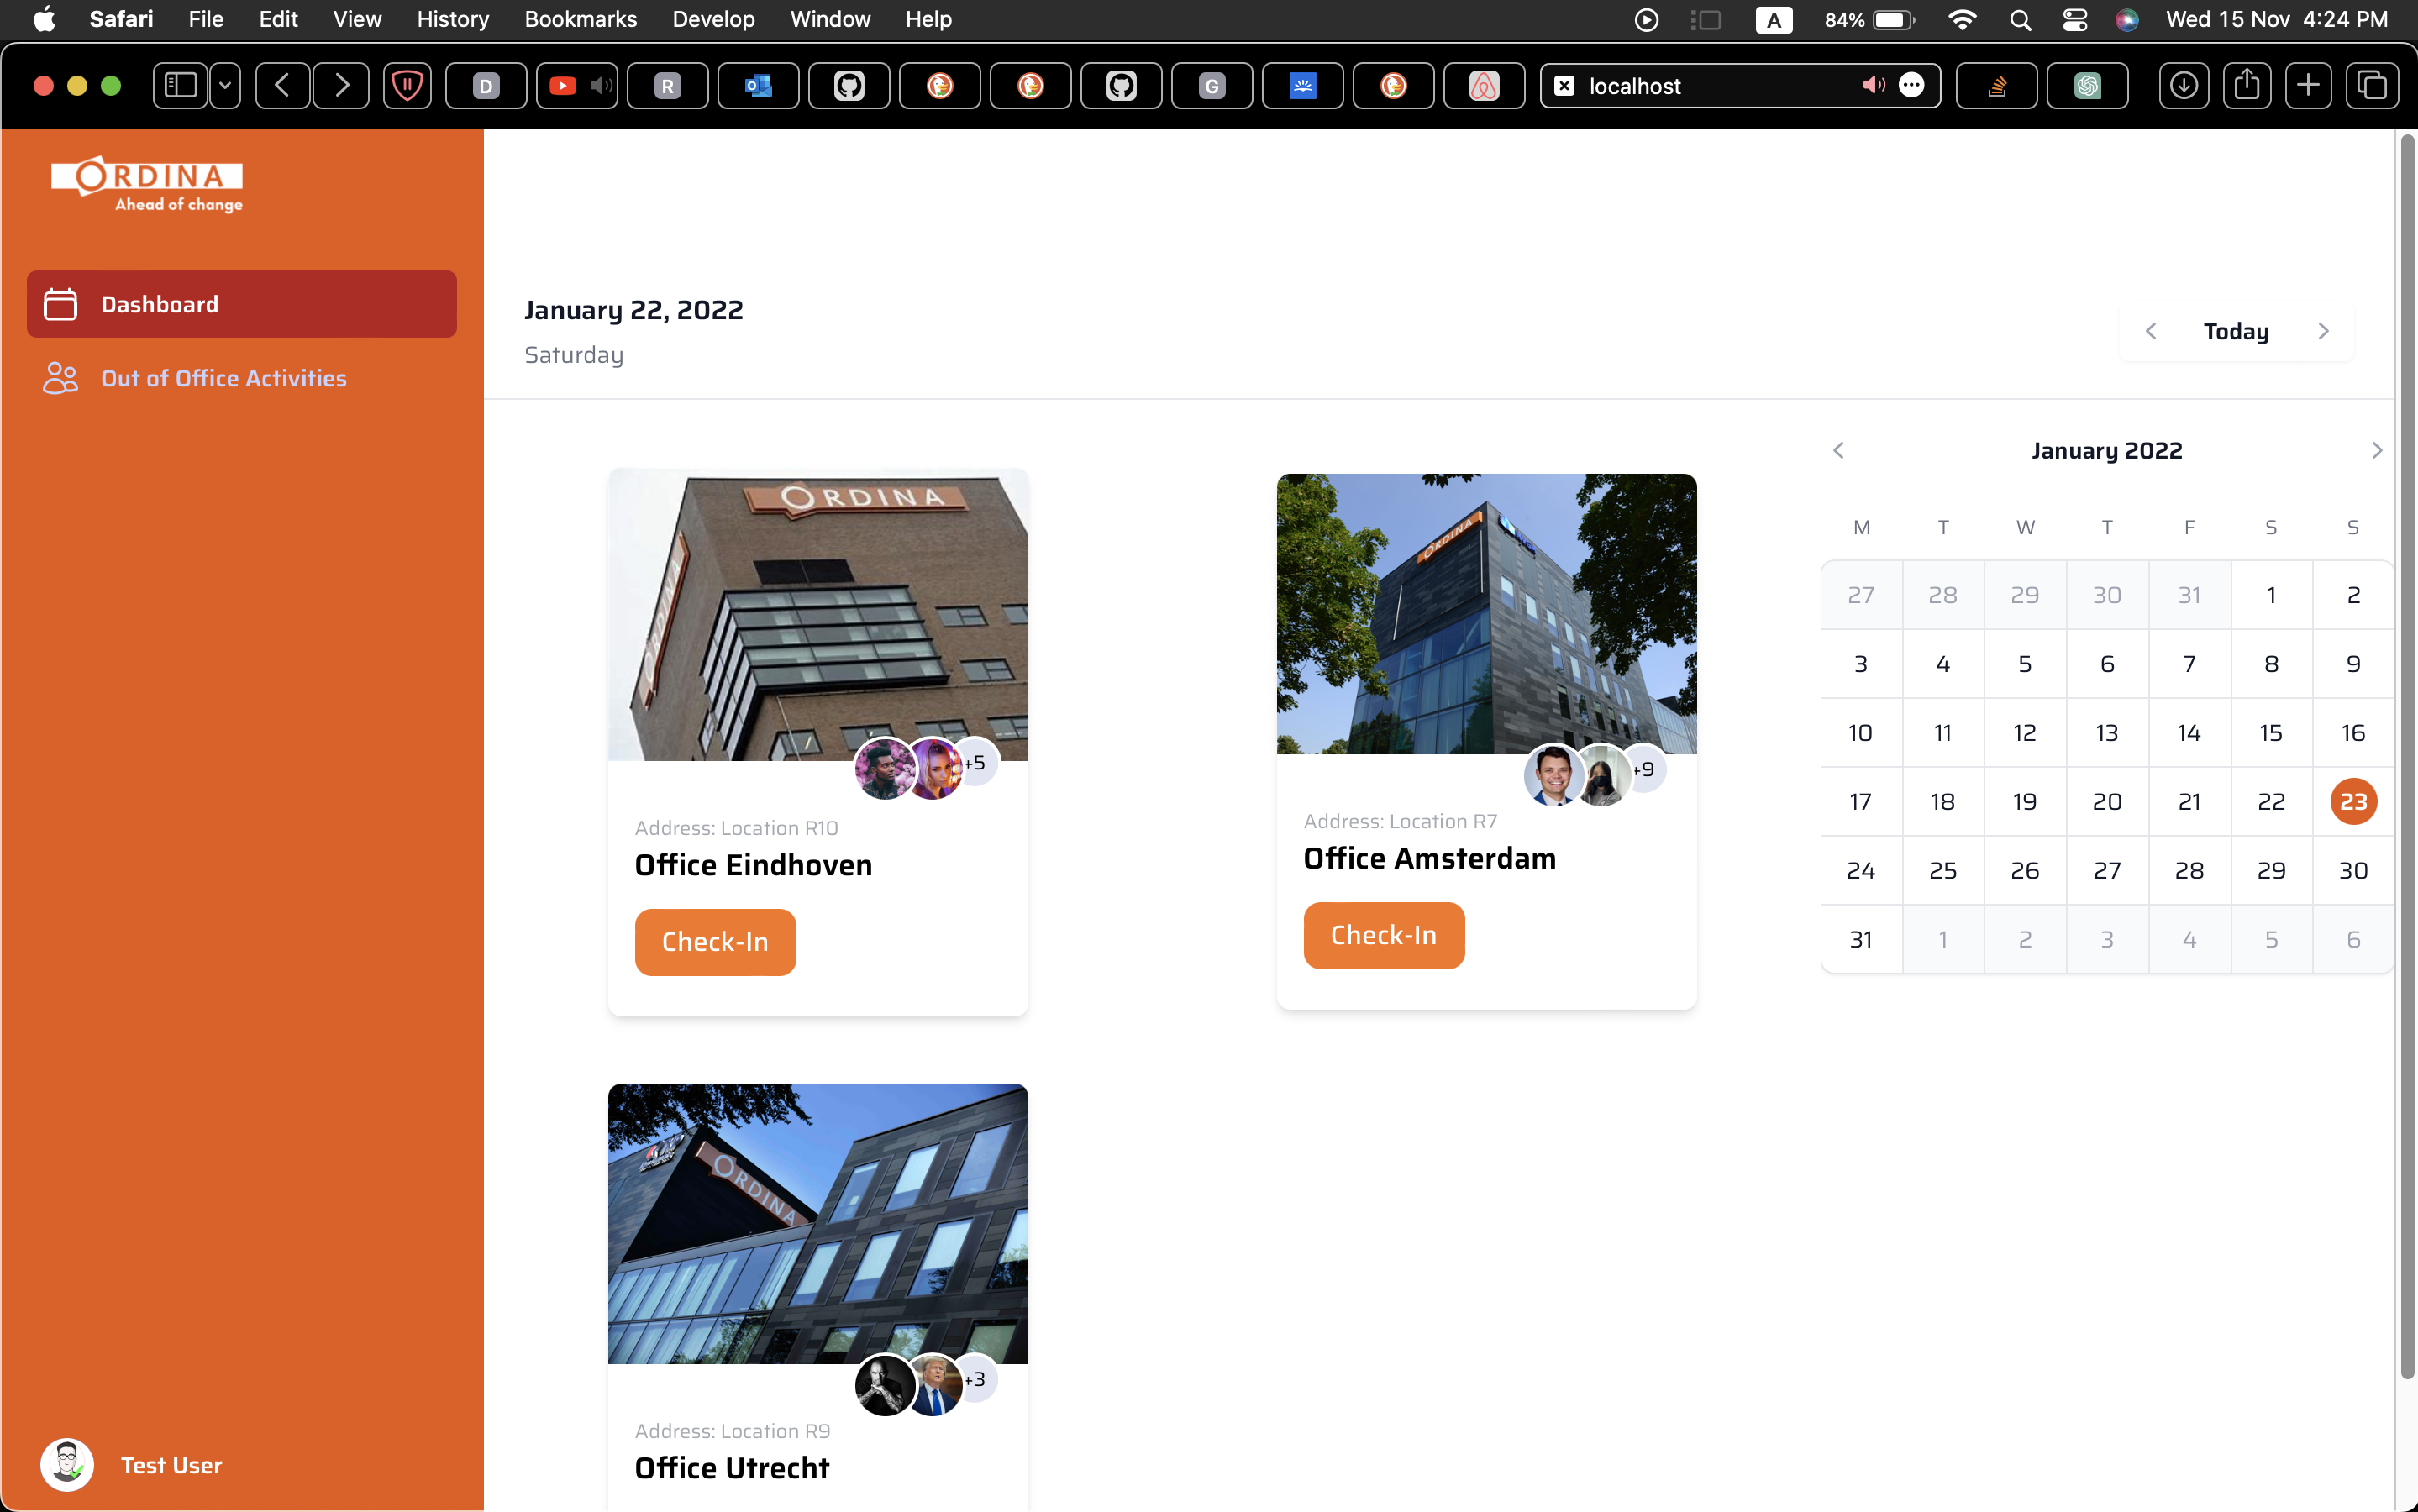 Safari File Edit View History Bookmarks Develop Window Help A 84% Wed 15 Nov 4:24 PM
D R G localhost
ORDINA
Ahead of change
Dashboard
Out of Office Activities
January 22, 2022
Saturday
Today
ORDINA
ORDINA
+5
Address: Location R10
Office Eindhoven
Check-In
ORDINA
+9
Address: Location R7
Office Amsterdam
Check-In
January 2022
M T W T F S S
27 28 29 30 31 1 2
3 4 5 6 7 8 9
10 11 12 13 14 15 16
17 18 19 20 21 22 23
24 25 26 27 28 29 30
31 1 2 3 4 5 6
ORDINA
+3
Address: Location R9
Office Utrecht
Test User